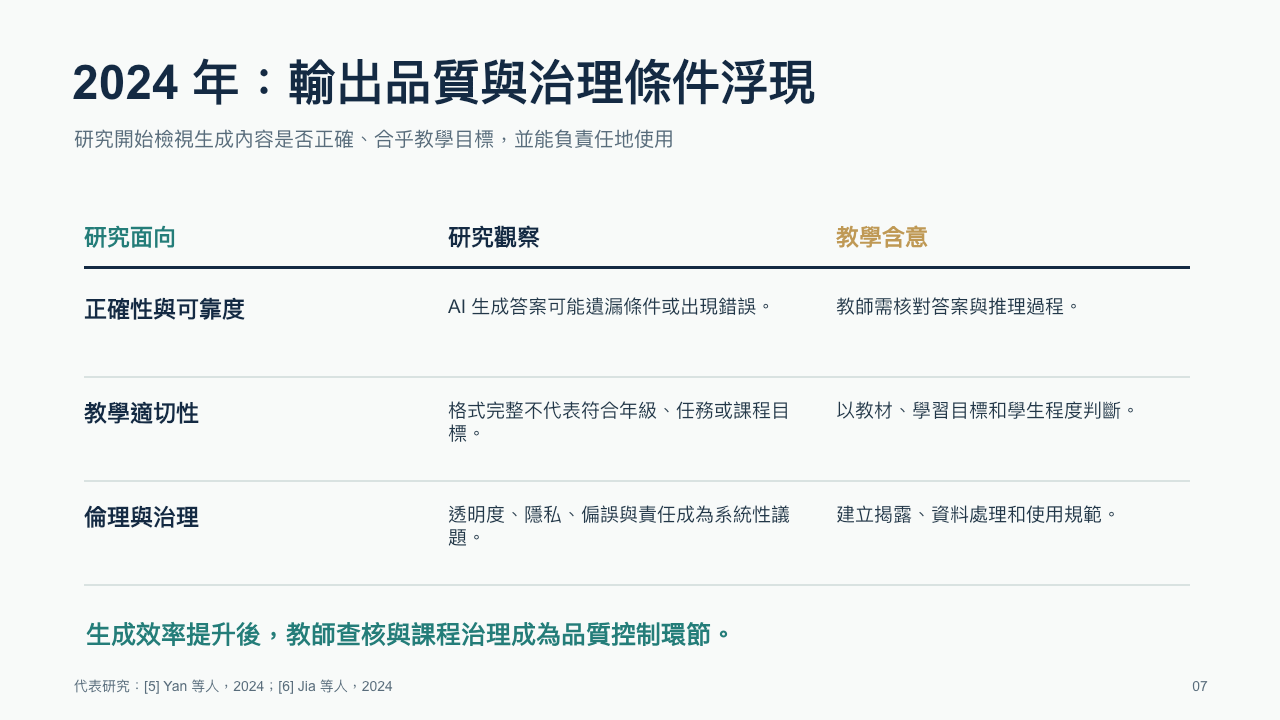 2024 年：輸出品質與治理條件浮現
研究開始檢視生成內容是否正確、合乎教學目標，並能負責任地使用
研究面向
研究觀察
教學含意
正確性與可靠度
AI 生成答案可能遺漏條件或出現錯誤。
教師需核對答案與推理過程。
教學適切性
格式完整不代表符合年級、任務或課程目
標。
以教材、學習目標和學生程度判斷。
倫理與治理
透明度、隱私、偏誤與責任成為系統性議
題。
建立揭露、資料處理和使用規範。
生成效率提升後，教師查核與課程治理成為品質控制環節。
代表研究：[5] Yan 等人，2024；[6] Jia 等人，2024
07